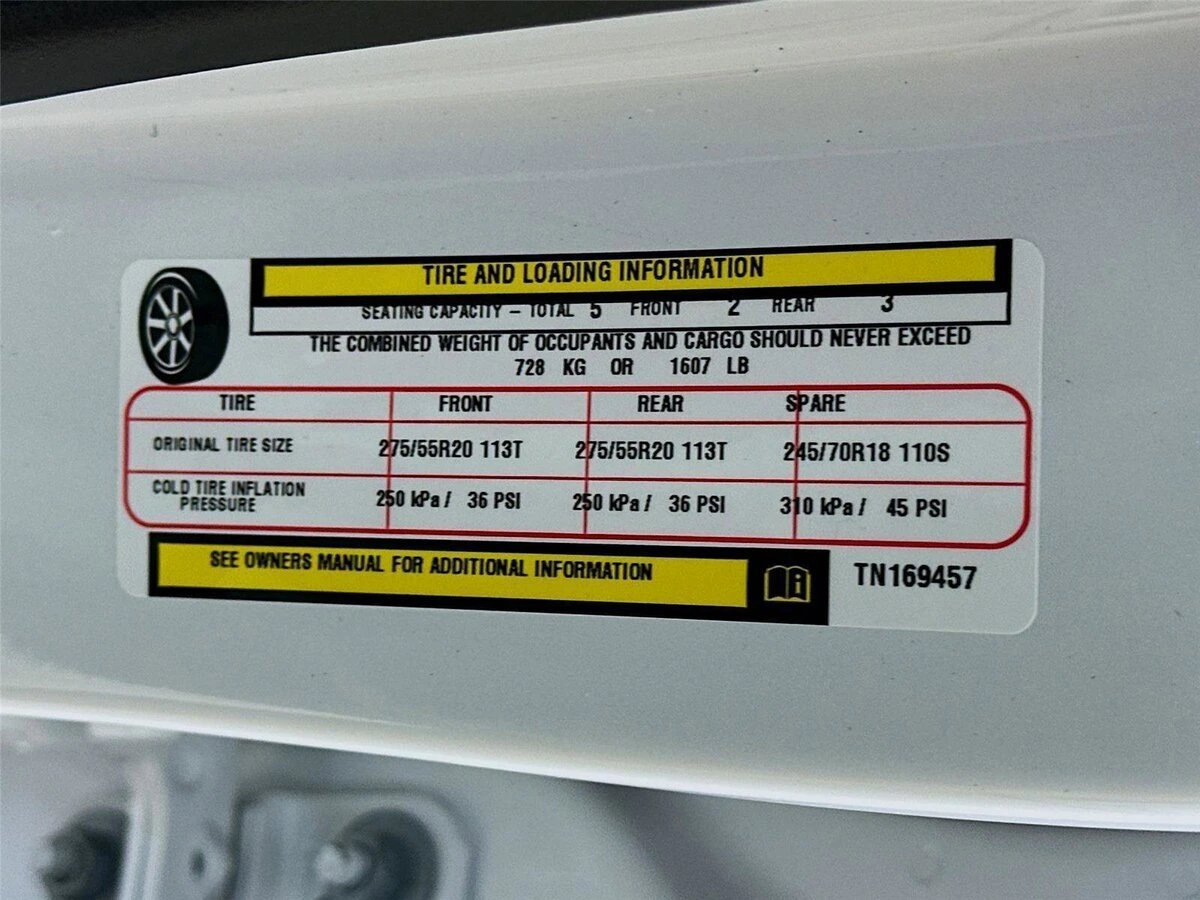 TIRE AND LOADING INFORMATION
SEATING CAPACITY – TOTAL 5 FRONT 2 REAR 3
THE COMBINED WEIGHT OF OCCUPANTS AND CARGO SHOULD NEVER EXCEED
728 KG OR 1607 LB
TIRE FRONT REAR SPARE
ORIGINAL TIRE SIZE 275/55R20 113T 275/55R20 113T 245/70R18 110S
COLD TIRE INFLATION
PRESSURE 250 kPa / 36 PSI 250 kPa / 36 PSI 310 kPa / 45 PSI
SEE OWNERS MANUAL FOR ADDITIONAL INFORMATION
TN169457